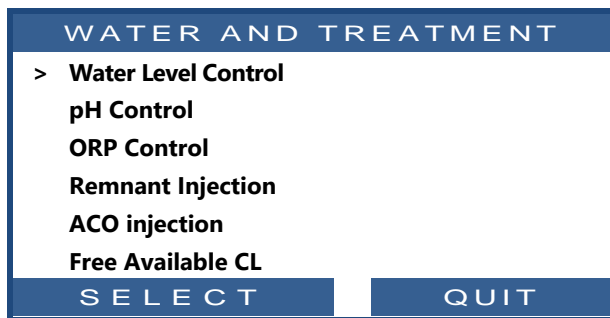 WATER AND TREATMENT
> Water Level Control
pH Control
ORP Control
Remnant Injection
ACO injection
Free Available CL
SELECT QUIT